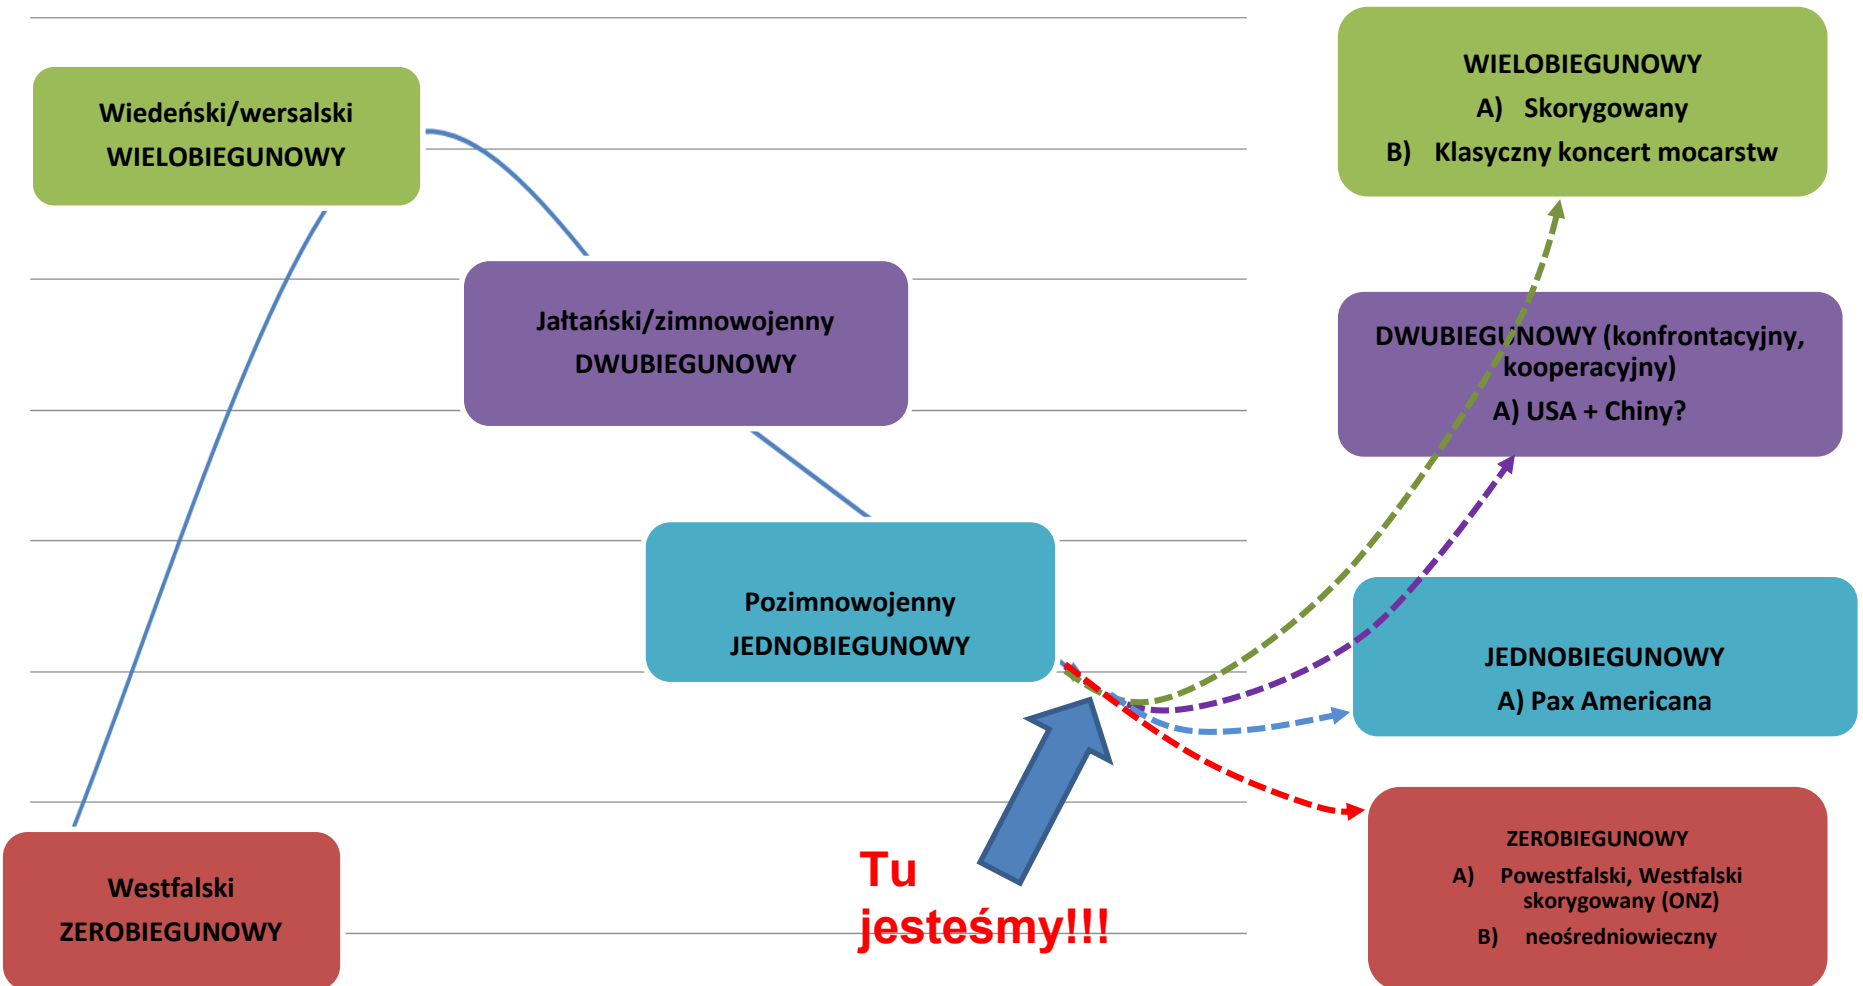 Wiedeński/wersalski
WIELOBIEGUNOWY
Jałtański/zimnowojenny
DWUBIEGUNOWY
Pozimnowojenny
JEDNOBIEGUNOWY
Westfalski
ZEROBIEGUNOWY
Tu
jesteśmy!!!
WIELOBIEGUNOWY
A) Skorygowany
B) Klasyczny koncert mocarstw
DWUBIEGUNOWY (konfrontacyjny,
kooperacyjny)
A) USA + Chiny?
JEDNOBIEGUNOWY
A) Pax Americana
ZEROBIEGUNOWY
A) Powestfalski, Westfalski
skorygowany (ONZ)
B) neośredniowieczny